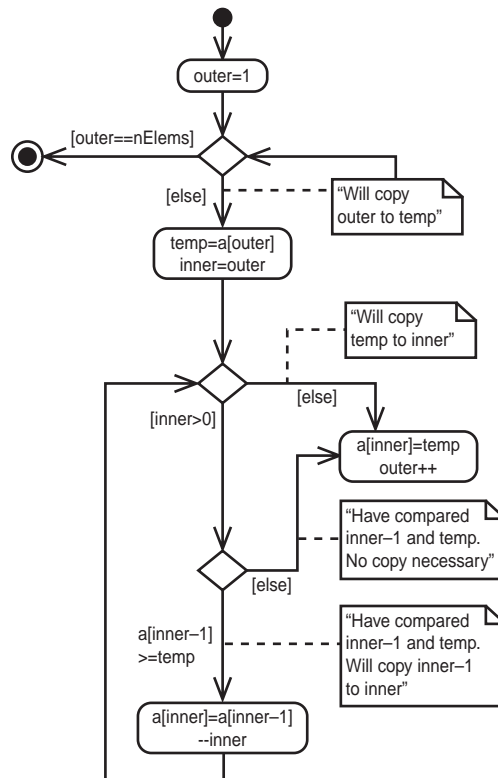 outer=1
[outer==nElems]
[else]
“Will copy
outer to temp”
temp=a[outer]
inner=outer
“Will copy
temp to inner”
[else]
[inner>0]
a[inner]=temp
outer++
“Have compared
inner–1 and temp.
No copy necessary”
[else]
a[inner–1]
>=temp
“Have compared
inner–1 and temp.
Will copy inner–1
to inner”
a[inner]=a[inner–1]
--inner